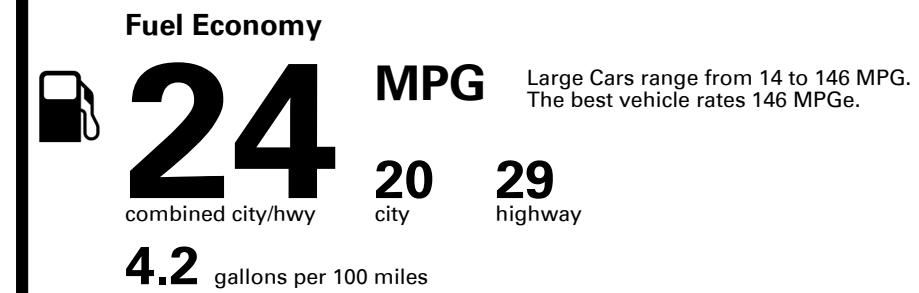 Fuel Economy
24 MPG
Large Cars range from 14 to 146 MPG.
The best vehicle rates 146 MPGe.
combined city/hwy
20
city
29
highway
4.2 gallons per 100 miles